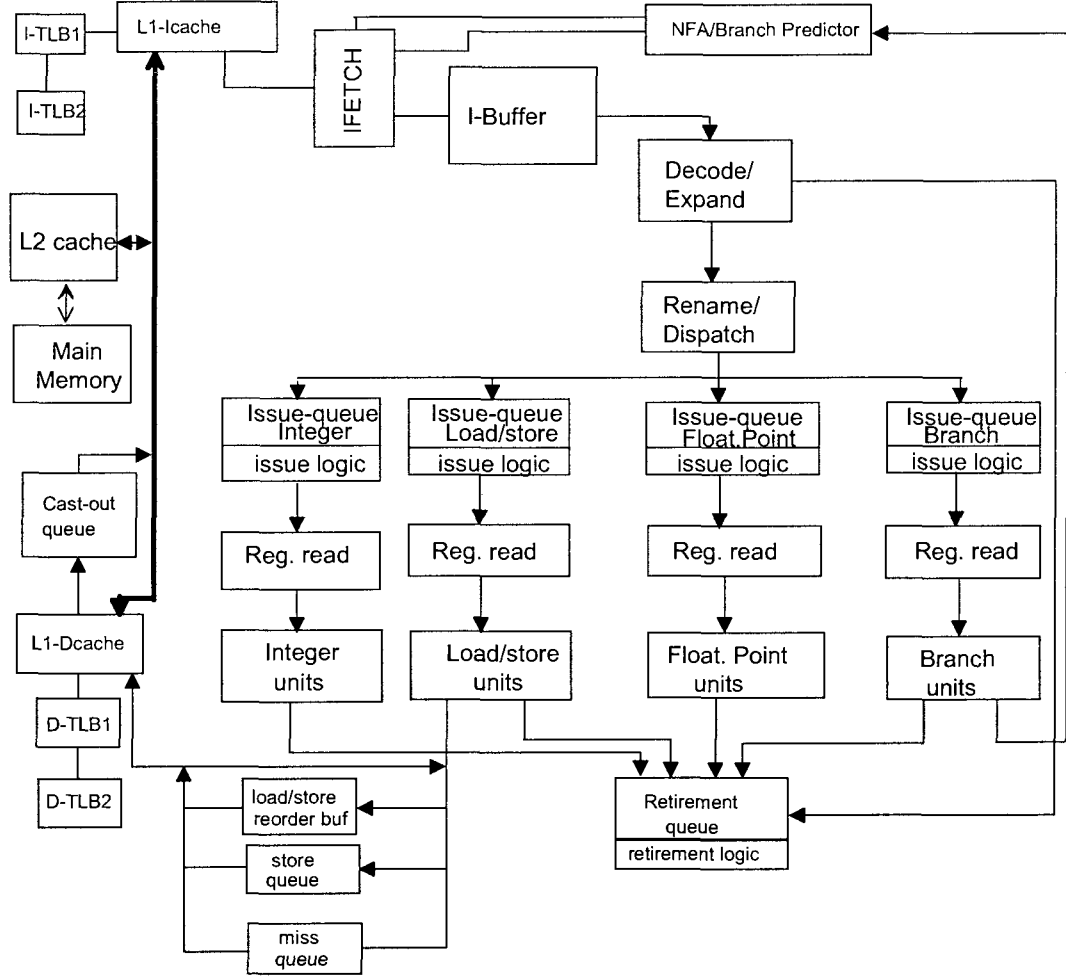 I-TLB1
L1-Icache
NFA/Branch Predictor
IFETCH
I-TLB2
I-Buffer
Decode/
Expand
L2 cache
Rename/
Dispatch
Main
Memory
Issue-queue
Integer
issue logic
Issue-queue
Load/store
issue logic
Issue-queue
Float.Point
issue logic
Issue-queue
Branch
issue logic
Cast-out
queue
Reg. read
Reg. read
Reg. read
Reg. read
L1-Dcache
Integer
units
Load/store
units
Float. Point
units
Branch
units
D-TLB1
D-TLB2
load/store
reorder buf
Retirement
queue
retirement logic
store
queue
miss
queue